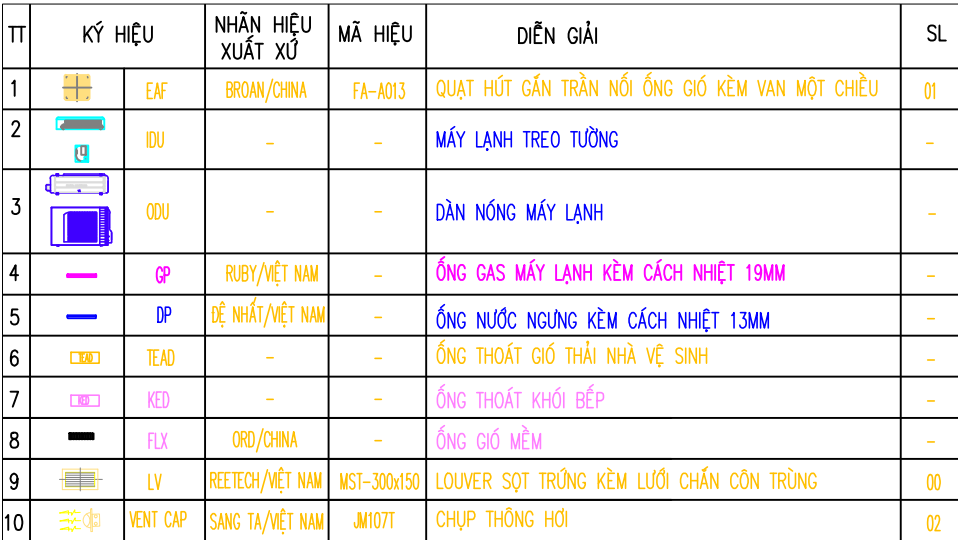 TT KÝ HIỆU NHÃN HIỆU XUẤT XỨ MÃ HIỆU DIỄN GIẢI SL
1 EAF BROAN/CHINA FA-A013 QUẠT HÚT GẮN TRẦN NỐI ỐNG GIÓ KÈM VAN MỘT CHIỀU 01
2 IDU - - MÁY LẠNH TREO TƯỜNG -
3 ODU - - DÀN NÓNG MÁY LẠNH -
4 GP RUBY/VIỆT NAM - ỐNG GAS MÁY LẠNH KÈM CÁCH NHIỆT 19MM -
5 DP ĐỆ NHẤT/VIỆT NAM - ỐNG NƯỚC NGƯNG KÈM CÁCH NHIỆT 13MM -
6 TEAD TEAD - - ỐNG THOÁT GIÓ THẢI NHÀ VỆ SINH -
7 KED KED - - ỐNG THOÁT KHÓI BẾP -
8 FLX ORD/CHINA - ỐNG GIÓ MỀM -
9 LV REETECH/VIỆT NAM MST-300x150 LOUVER SỌT TRỨNG KÈM LƯỚI CHẮN CÔN TRÙNG 00
10 VENT CAP SANG TA/VIỆT NAM JM107T CHỤP THÔNG HƠI 02